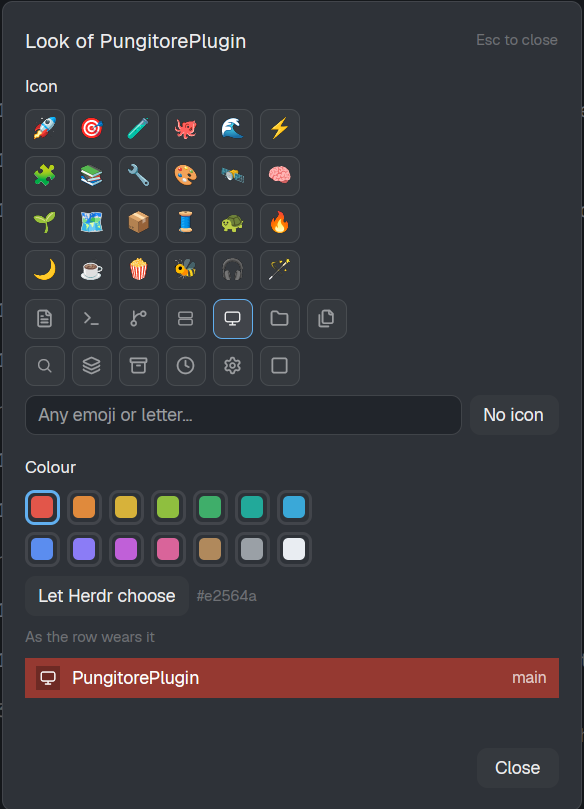 Look of PungitorePlugin
Esc to close
Icon
Any emoji or letter...
No icon
Colour
Let Herdr choose
#e2564a
As the row wears it
PungitorePlugin
main
Close